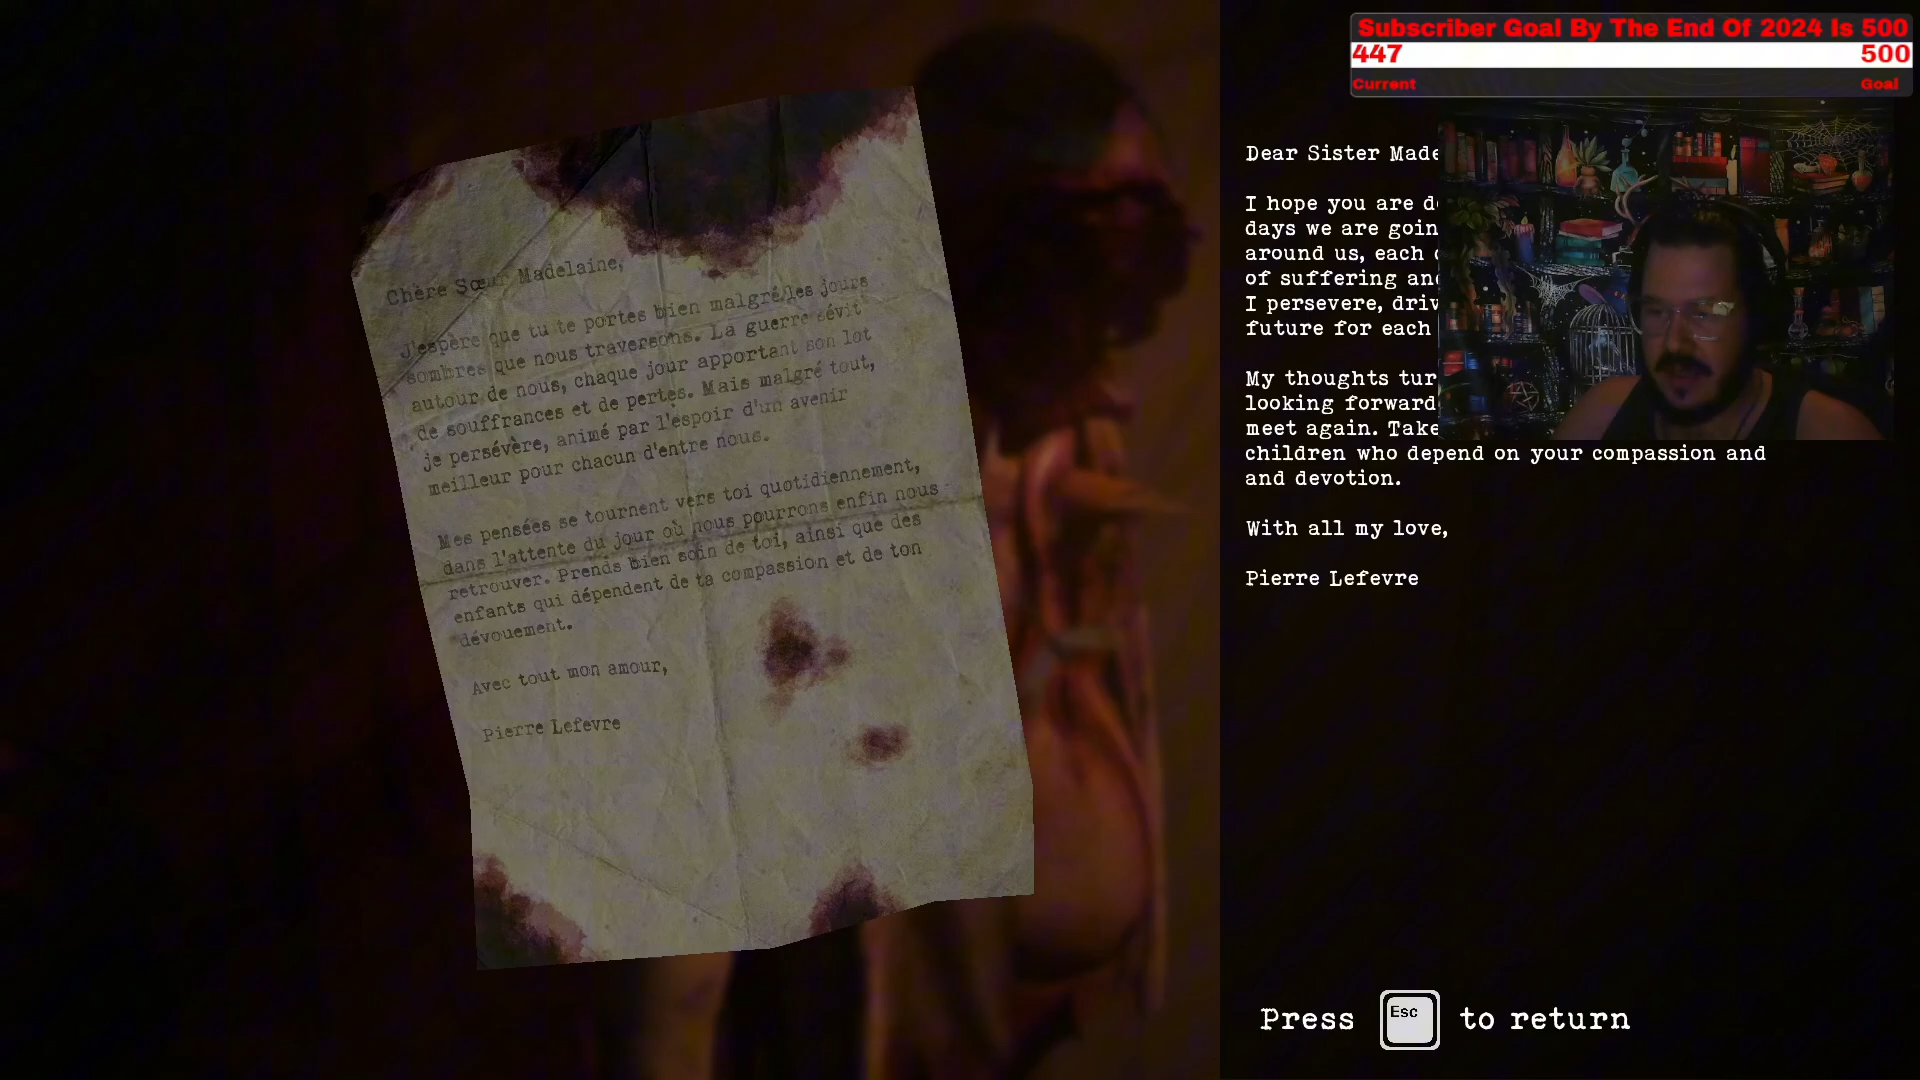 Subscriber Goal By The End Of 2024 Is 500
447 500
Current Goal
Chère Sœur Madelaine,
J'espère que tu te portes bien malgré les jours
sombres que nous traversons. La guerre sévit
autour de nous, chaque jour apportant son lot
de souffrances et de pertes. Mais malgré tout,
je persévère, animé par l'espoir d'un avenir
meilleur pour chacun d'entre nous.
Mes pensées se tournent vers toi quotidiennement,
dans l'attente du jour où nous pourrons enfin nous
retrouver. Prends bien soin de toi, ainsi que des
enfants qui dépendent de ta compassion et de ton
dévouement.
Avec tout mon amour,
Pierre Lefevre
Dear Sister Made
I hope you are d
days we are goin
around us, each
of suffering an
I persevere, driv
future for each
My thoughts tur
looking forward
meet again. Take
children who depend on your compassion and
and devotion.
With all my love,
Pierre Lefevre
Press Esc to return